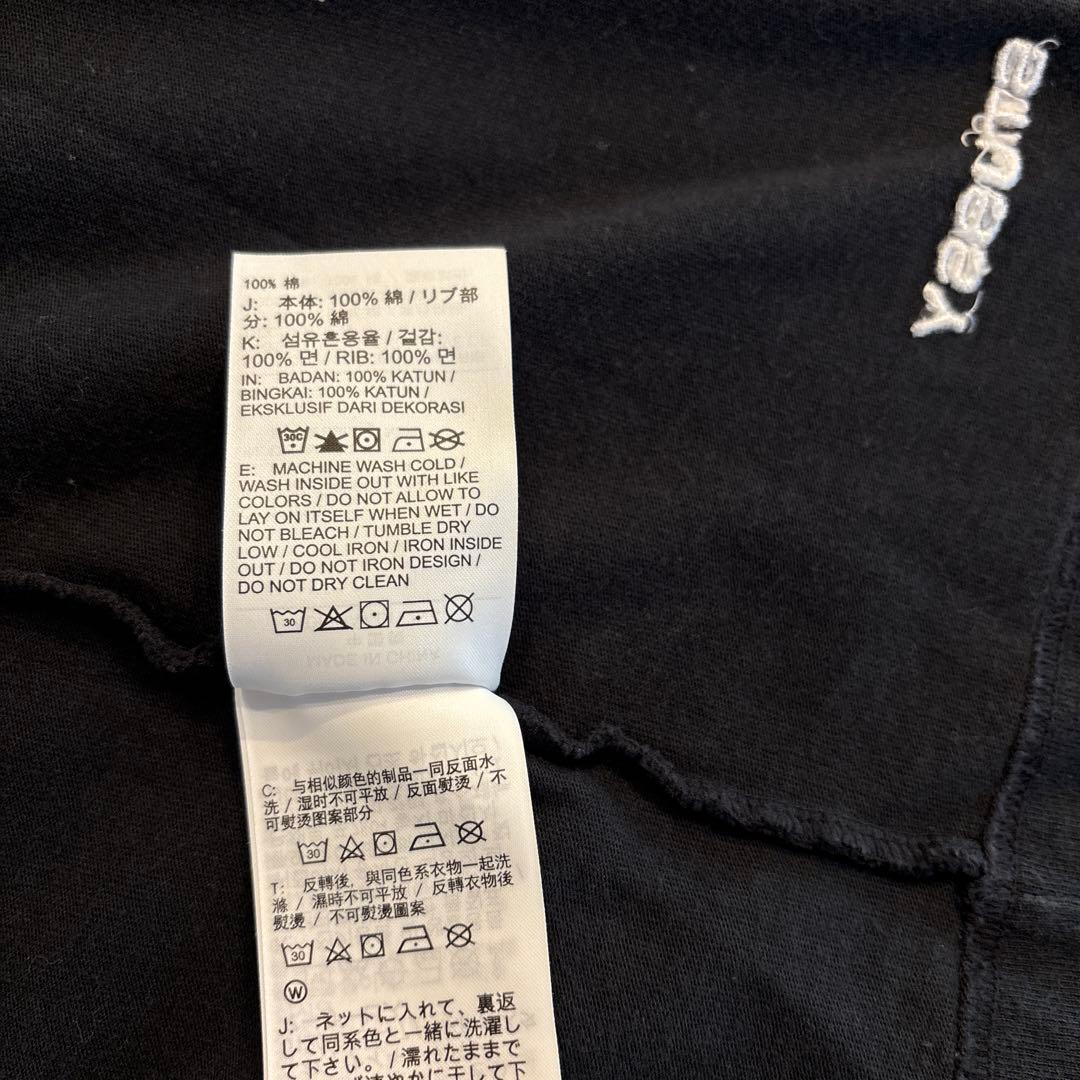 100% 棉
J: 本体: 100% 綿 / リブ部
分: 100% 綿
K: 섬유혼용율 / 겉감:
100% 면 / RIB: 100% 면
IN: BADAN: 100% KATUN /
BINGKAI: 100% KATUN /
EKSKLUSIF DARI DEKORASI
30C
E: MACHINE WASH COLD /
WASH INSIDE OUT WITH LIKE
COLORS / DO NOT ALLOW TO
LAY ON ITSELF WHEN WET / DO
NOT BLEACH / TUMBLE DRY
LOW / COOL IRON / IRON INSIDE
OUT / DO NOT IRON DESIGN /
DO NOT DRY CLEAN
30
MADE IN CHINA
C: 与相似颜色的制品一同反面水
洗 / 湿时不可平放 / 反面熨烫 / 不
可熨烫图案部分
30
T: 反轉後, 與同色系衣物一起洗
滌 / 濕時不可平放 / 反轉衣物後
熨燙 / 不可熨燙圖案
30
W
J: ネットに入れて、裏返
して同系色と一緒に洗濯し
て下さい。/ 濡れたままで